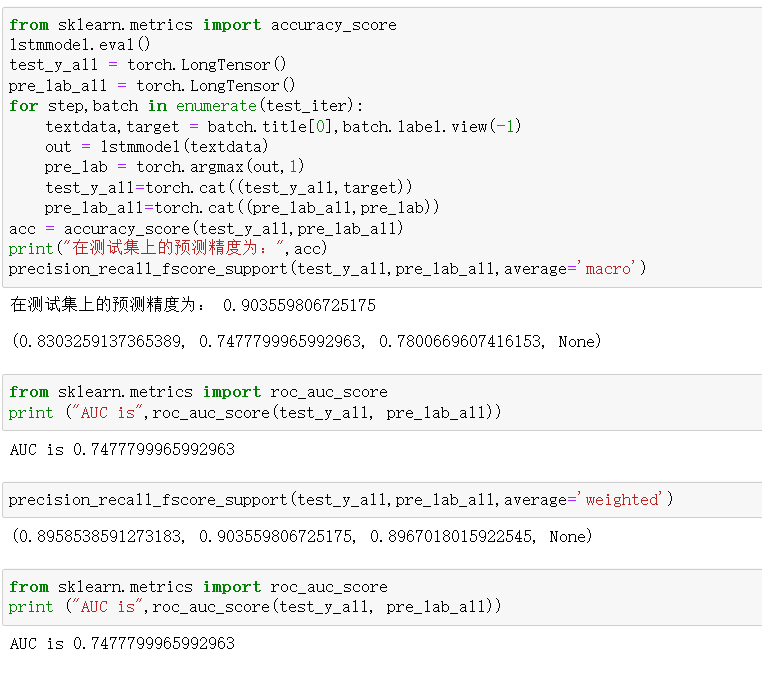 from sklearn.metrics import accuracy_score
lstmmodel.eval()
test_y_all = torch.LongTensor()
pre_lab_all = torch.LongTensor()
for step,batch in enumerate(test_iter):
    textdata,target = batch.title[0],batch.label.view(-1)
    out = lstmmodel(textdata)
    pre_lab = torch.argmax(out,1)
    test_y_all=torch.cat((test_y_all,target))
    pre_lab_all=torch.cat((pre_lab_all,pre_lab))
acc = accuracy_score(test_y_all,pre_lab_all)
print("在测试集上的预测精度为：",acc)
precision_recall_fscore_support(test_y_all,pre_lab_all,average='macro')
在测试集上的预测精度为： 0.903559806725175
(0.8303259137365389, 0.7477799965992963, 0.7800669607416153, None)
from sklearn.metrics import roc_auc_score
print ("AUC is",roc_auc_score(test_y_all, pre_lab_all))
AUC is 0.7477799965992963
precision_recall_fscore_support(test_y_all,pre_lab_all,average='weighted')
(0.8958538591273183, 0.903559806725175, 0.8967018015922545, None)
from sklearn.metrics import roc_auc_score
print ("AUC is",roc_auc_score(test_y_all, pre_lab_all))
AUC is 0.7477799965992963